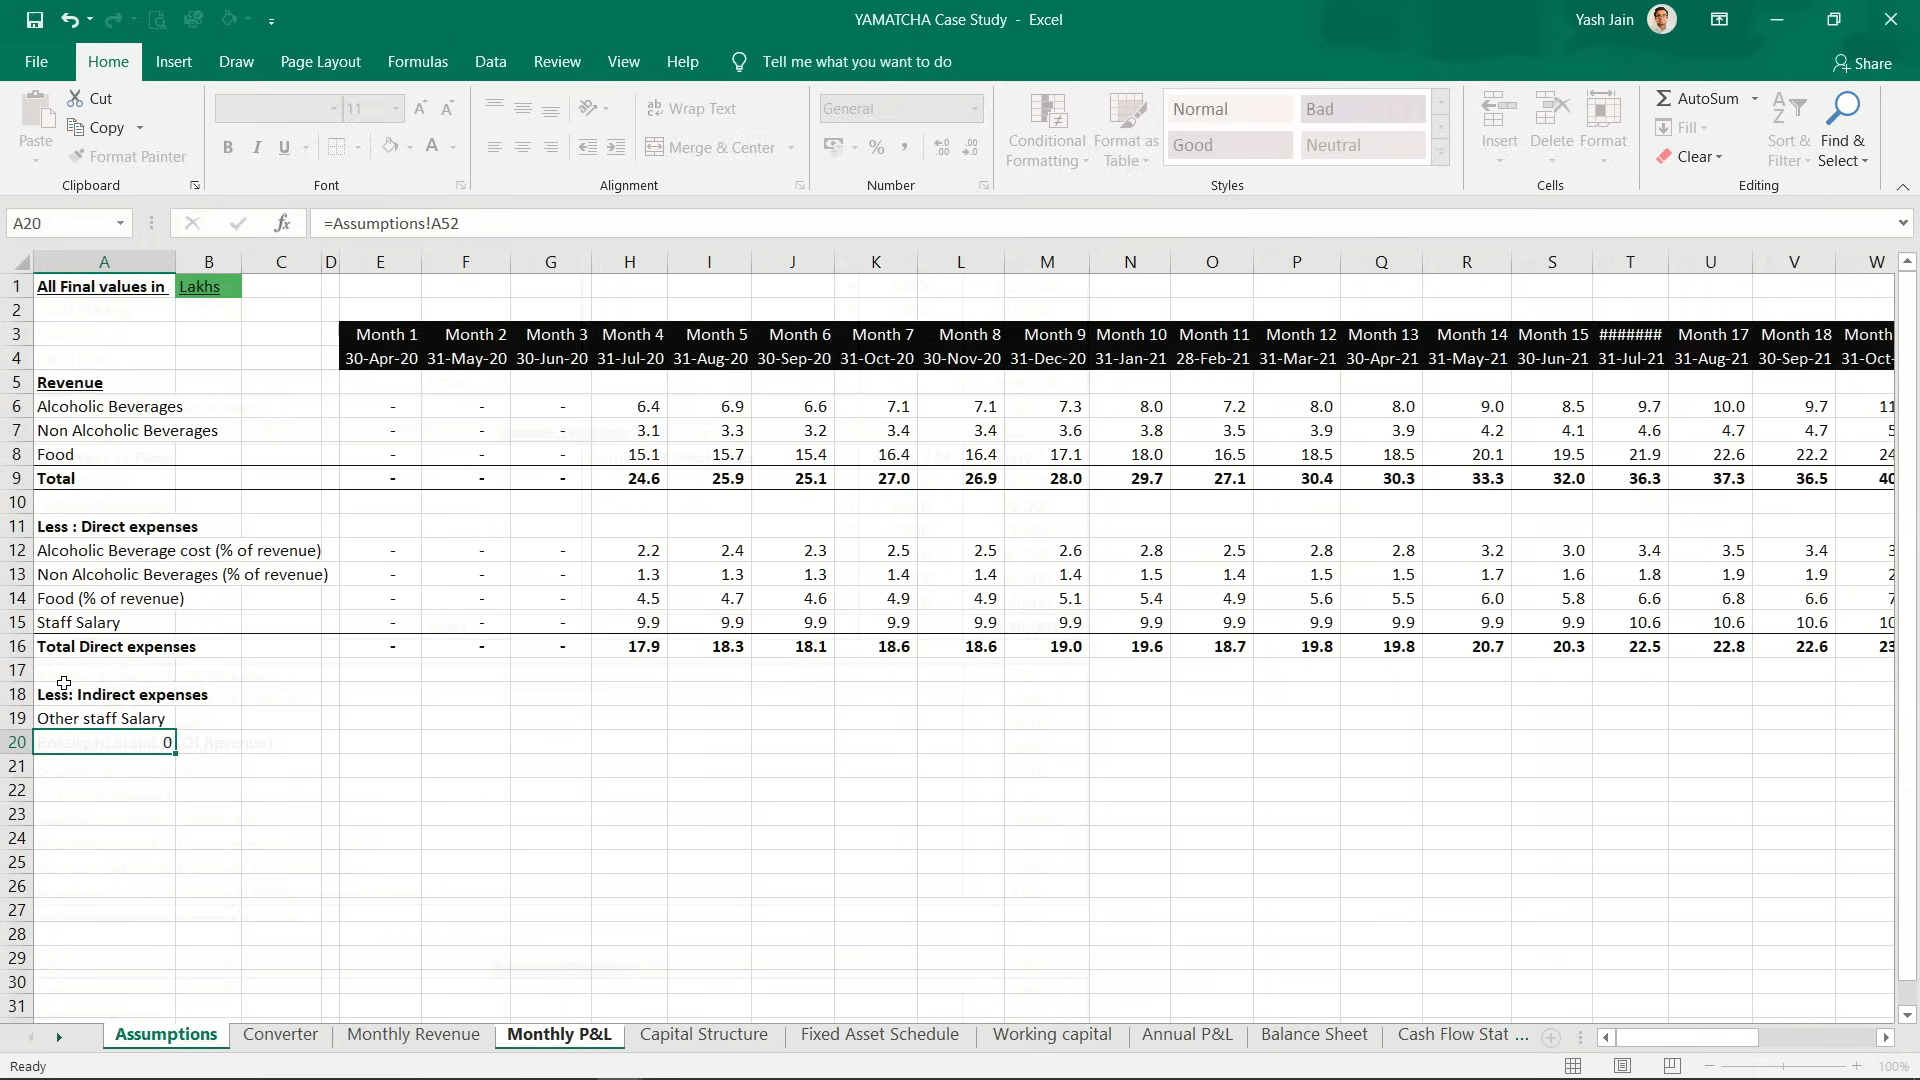 YAMATCHA Case Study - Excel
Yash Jain
File Home Insert Draw Page Layout Formulas Data Review View Help Tell me what you want to do Share
Paste Cut Copy Format Painter Clipboard
11 Font
Wrap Text Merge & Center Alignment
General Number
Conditional Formatting Format as Table Normal Bad Good Neutral Styles
Insert Delete Format Cells
AutoSum Fill Clear Sort & Filter Find & Select Editing
A20 =Assumptions!A52
A B C D E F G H I J K L M N O P Q R S T U V W
1 All Final values in Lakhs
2
3 Month 1 Month 2 Month 3 Month 4 Month 5 Month 6 Month 7 Month 8 Month 9 Month 10 Month 11 Month 12 Month 13 Month 14 Month 15 ####### Month 17 Month 18 Month
4 30-Apr-20 31-May-20 30-Jun-20 31-Jul-20 31-Aug-20 30-Sep-20 31-Oct-20 30-Nov-20 31-Dec-20 31-Jan-21 28-Feb-21 31-Mar-21 30-Apr-21 31-May-21 30-Jun-21 31-Jul-21 31-Aug-21 30-Sep-21 31-Oct-
5 Revenue
6 Alcoholic Beverages - - - 6.4 6.9 6.6 7.1 7.1 7.3 8.0 7.2 8.0 8.0 9.0 8.5 9.7 10.0 9.7 11
7 Non Alcoholic Beverages - - - 3.1 3.3 3.2 3.4 3.4 3.6 3.8 3.5 3.9 3.9 4.2 4.1 4.6 4.7 4.7 5
8 Food - - - 15.1 15.7 15.4 16.4 16.4 17.1 18.0 16.5 18.5 18.5 20.1 19.5 21.9 22.6 22.2 24
9 Total - - - 24.6 25.9 25.1 27.0 26.9 28.0 29.7 27.1 30.4 30.3 33.3 32.0 36.3 37.3 36.5 40
10
11 Less : Direct expenses
12 Alcoholic Beverage cost (% of revenue) - - - 2.2 2.4 2.3 2.5 2.5 2.6 2.8 2.5 2.8 2.8 3.2 3.0 3.4 3.5 3.4 3
13 Non Alcoholic Beverages (% of revenue) - - - 1.3 1.3 1.3 1.4 1.4 1.4 1.5 1.4 1.5 1.5 1.7 1.6 1.8 1.9 1.9 2
14 Food (% of revenue) - - - 4.5 4.7 4.6 4.9 4.9 5.1 5.4 4.9 5.6 5.5 6.0 5.8 6.6 6.8 6.6 7
15 Staff Salary - - - 9.9 9.9 9.9 9.9 9.9 9.9 9.9 9.9 9.9 9.9 9.9 9.9 10.6 10.6 10.6 10
16 Total Direct expenses - - - 17.9 18.3 18.1 18.6 18.6 19.0 19.6 18.7 19.8 19.8 20.7 20.3 22.5 22.8 22.6 23
17
18 Less: Indirect expenses
19 Other staff Salary
20 0 Of Revenue)
21
22
23
24
25
26
27
28
29
30
31
Assumptions Converter Monthly Revenue Monthly P&L Capital Structure Fixed Asset Schedule Working capital Annual P&L Balance Sheet Cash Flow Stat ...
Ready 100%